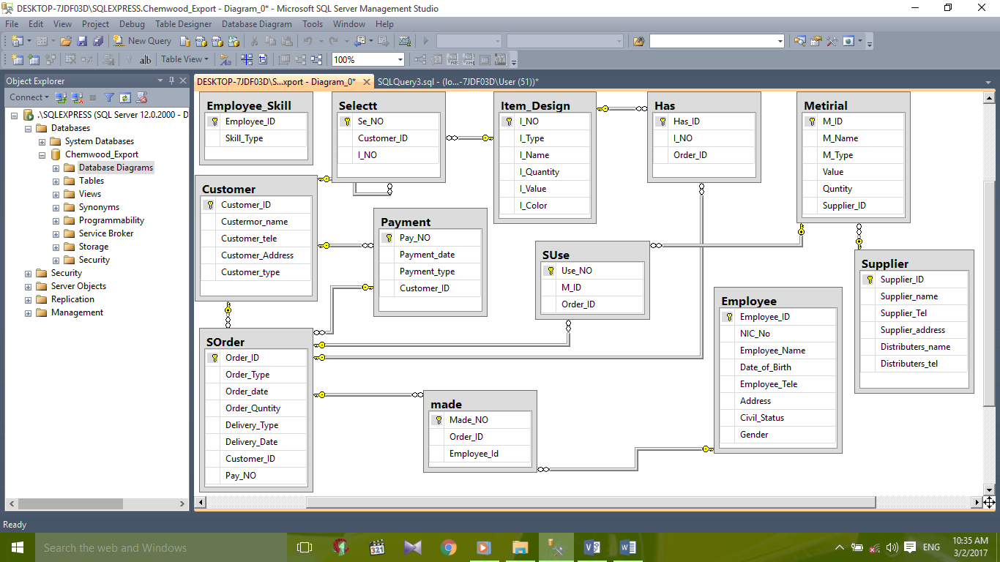 DESKTOP-7JDF03D\SQLEXPRESS.Chemwood_Export - Diagram_0* - Microsoft SQL Server Management Studio
File Edit View Project Debug Table Designer Database Diagram Tools Window Help
New Query
Table View
100%
Object Explorer
Connect
.\SQLEXPRESS (SQL Server 12.0.2000 - D
Databases
System Databases
Chemwood_Export
Database Diagrams
Tables
Views
Synonyms
Programmability
Service Broker
Storage
Security
Security
Server Objects
Replication
Management
DESKTOP-7JDF03D\S...xport - Diagram_0*
SQLQuery3.sql - (lo...-7JDF03D\User (51))*
Employee_Skill
Employee_ID
Skill_Type
Selectt
Se_NO
Customer_ID
I_NO
Item_Design
I_NO
I_Type
I_Name
I_Quantity
I_Value
I_Color
Has
Has_ID
I_NO
Order_ID
Metirial
M_ID
M_Name
M_Type
Value
Quntity
Supplier_ID
Customer
Customer_ID
Custermor_name
Customer_tele
Customer_Address
Customer_type
Payment
Pay_NO
Payment_date
Payment_type
Customer_ID
SUse
Use_NO
M_ID
Order_ID
Supplier
Supplier_ID
Supplier_name
Supplier_Tel
Supplier_address
Distributers_name
Distributers_tel
Employee
Employee_ID
NIC_No
Employee_Name
Date_of_Birth
Employee_Tele
Address
Civil_Status
Gender
SOrder
Order_ID
Order_Type
Order_date
Order_Quntity
Delivery_Type
Delivery_Date
Customer_ID
Pay_NO
made
Made_NO
Order_ID
Employee_Id
Ready
Search the web and Windows
321
ENG
10:35 AM
3/2/2017